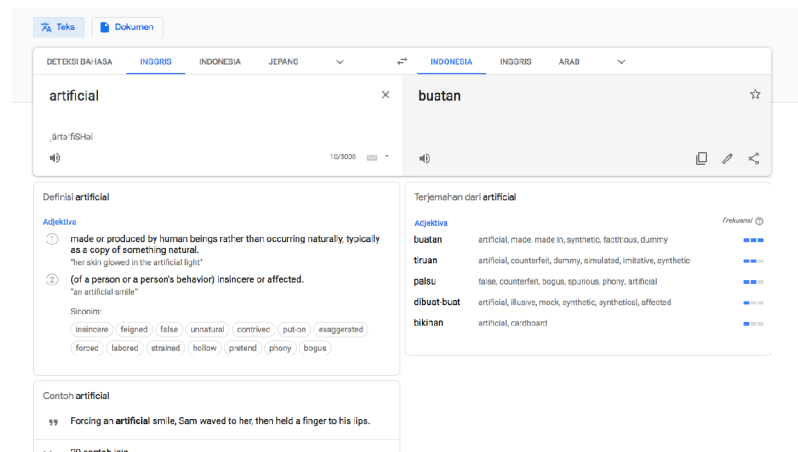 Teks Dokumen
DETEKSI BAHASA INGGRIS INDONESIA JEPANG INDONESIA INGGRIS ARAB
artificial buatan
ˌärtəˈfiSHəl
10/5000
Definisi artificial
Adjektiva
1 made or produced by human beings rather than occurring naturally, typically
as a copy of something natural.
"her skin glowed in the artificial light"
2 (of a person or a person's behavior) insincere or affected.
"an artificial smile"
Sinonim:
insincere feigned false unnatural contrived put-on exaggerated
forced labored strained hollow pretend phony bogus
Contoh artificial
Forcing an artificial smile, Sam waved to her, then held a finger to his lips.
20 contoh lain
Terjemahan dari artificial
Adjektiva Frekuensi
buatan artificial, made, made in, synthetic, factitious, dummy
tiruan artificial, counterfeit, dummy, simulated, imitative, synthetic
palsu false, counterfeit, bogus, spurious, phony, artificial
dibuat-buat artificial, illusive, mock, synthetic, synthetical, affected
bikinan artificial, cardboard